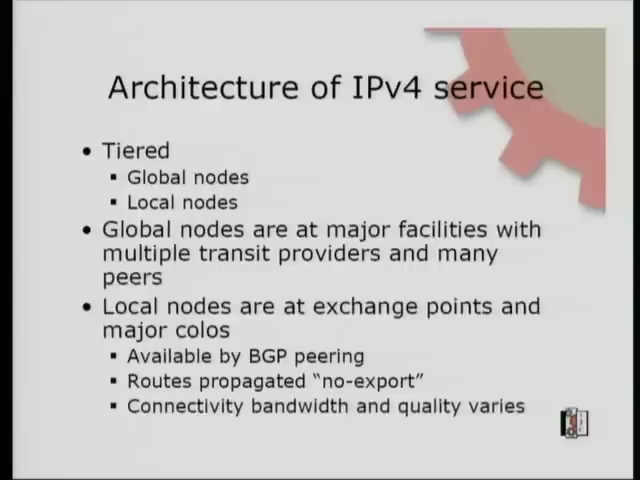 Architecture of IPv4 service
• Tiered
▪ Global nodes
▪ Local nodes
• Global nodes are at major facilities with
multiple transit providers and many
peers
• Local nodes are at exchange points and
major colos
▪ Available by BGP peering
▪ Routes propagated “no-export”
▪ Connectivity bandwidth and quality varies